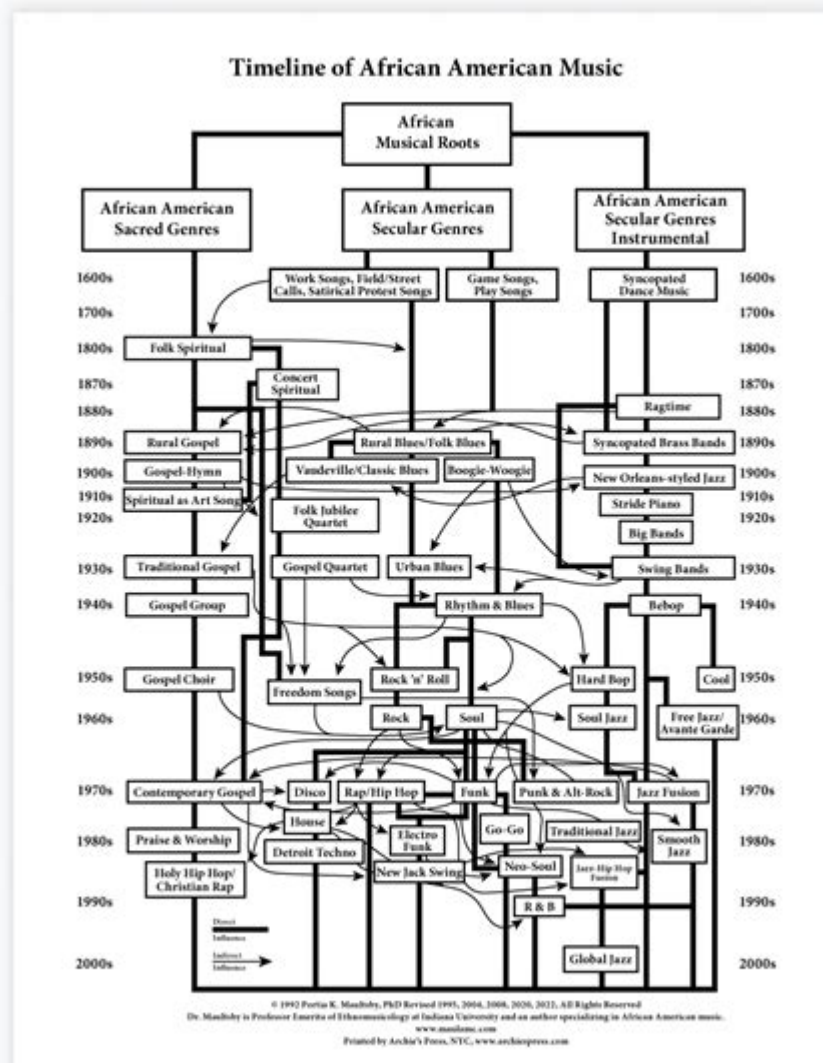 Timeline of African American Music
African
Musical Roots
African American
Sacred Genres
African American
Secular Genres
African American
Secular Genres
Instrumental
1600s
Work Songs, Field/Street
Calls, Satirical Protest Songs
Game Songs,
Play Songs
Syncopated
Dance Music
1600s
1700s
1700s
1800s
Folk Spiritual
1800s
1870s
Concert
Spiritual
1870s
1880s
Ragtime
1880s
1890s
Rural Gospel
Rural Blues/Folk Blues
Syncopated Brass Bands
1890s
1900s
Gospel-Hymn
Vaudeville/Classic Blues
Boogie-Woogie
New Orleans-styled Jazz
1900s
1910s
Spiritual as Art Song
Stride Piano
1910s
1920s
Folk Jubilee
Quartet
Big Bands
1920s
1930s
Traditional Gospel
Gospel Quartet
Urban Blues
Swing Bands
1930s
1940s
Gospel Group
Rhythm & Blues
Bebop
1940s
1950s
Gospel Choir
Freedom Songs
Rock 'n' Roll
Hard Bop
Cool
1950s
1960s
Rock
Soul
Soul Jazz
Free Jazz/
Avante Garde
1960s
1970s
Contemporary Gospel
Disco
Rap/Hip Hop
Funk
Punk & Alt-Rock
Jazz Fusion
1970s
House
Go-Go
Traditional Jazz
1980s
Praise & Worship
Electro
Funk
Smooth
Jazz
1980s
Detroit Techno
Holy Hip Hop/
Christian Rap
New Jack Swing
Neo-Soul
Jazz-Hip Hop
Fusion
1990s
R & B
1990s
Direct
Influence
Indirect
Influence
2000s
Global Jazz
2000s
© 1992 Portia K. Maultsby, PhD Revised 1995, 2004, 2008, 2020, 2022, All Rights Reserved
Dr. Maultsby is Professor Emerita of Ethnomusicology at Indiana University and an author specializing in African American music.
Printed by Archie's Press, NYC, www.archiespress.com